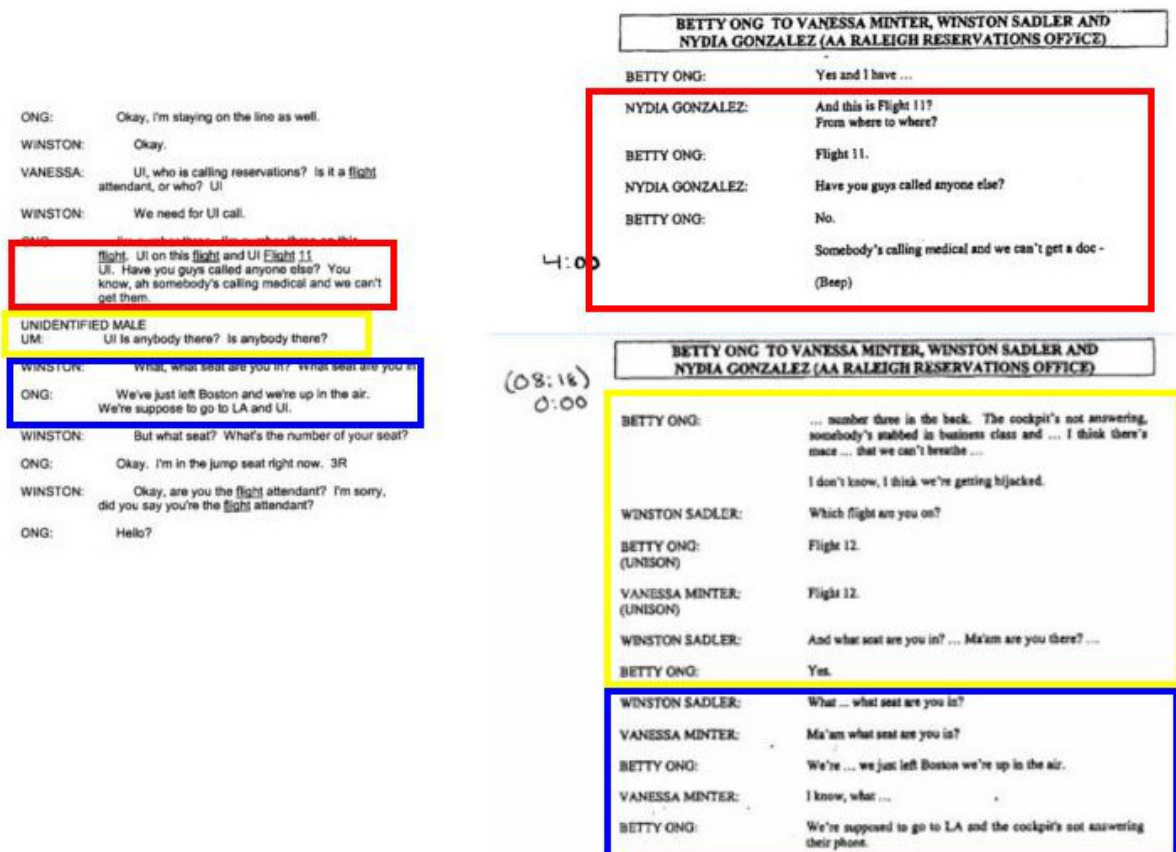 ONG: Okay, I'm staying on the line as well.
WINSTON: Okay.
VANESSA: UI, who is calling reservations? Is it a flight
attendant, or who? UI
WINSTON: We need for UI call.
flight. UI on this flight and UI Flight 11
UI. Have you guys called anyone else? You
know, ah somebody's calling medical and we can't
get them.
UNIDENTIFIED MALE
UM: UI Is anybody there? Is anybody there?
WINSTON: What, what seat are you in? What seat are you in
ONG: We've just left Boston and we're up in the air.
We're suppose to go to LA and UI.
WINSTON: But what seat? What's the number of your seat?
ONG: Okay. I'm in the jump seat right now. 3R
WINSTON: Okay, are you the flight attendant? I'm sorry,
did you say you're the flight attendant?
ONG: Hello?
BETTY ONG TO VANESSA MINTER, WINSTON SADLER AND
NYDIA GONZALEZ (AA RALEIGH RESERVATIONS OFFICE)
BETTY ONG: Yes and I have ...
NYDIA GONZALEZ: And this is Flight 11?
From where to where?
BETTY ONG: Flight 11.
NYDIA GONZALEZ: Have you guys called anyone else?
BETTY ONG: No.
Somebody's calling medical and we can't get a doc -
4:00
(Beep)
BETTY ONG TO VANESSA MINTER, WINSTON SADLER AND
NYDIA GONZALEZ (AA RALEIGH RESERVATIONS OFFICE)
(08:18)
0:00
BETTY ONG: ... number three in the back. The cockpit's not answering,
somebody's stabbed in business class and ... I think there's
mace ... that we can't breathe ...
I don't know, I think we're getting hijacked.
WINSTON SADLER: Which flight are you on?
BETTY ONG: Flight 12.
(UNISON)
VANESSA MINTER: Flight 12.
(UNISON)
WINSTON SADLER: And what seat are you in? ... Ma'am are you there? ...
BETTY ONG: Yes.
WINSTON SADLER: What ... what seat are you in?
VANESSA MINTER: Ma'am what seat are you in?
BETTY ONG: We're ... we just left Boston we're up in the air.
VANESSA MINTER: I know, what ...
BETTY ONG: We're supposed to go to LA and the cockpit's not answering
their phone.